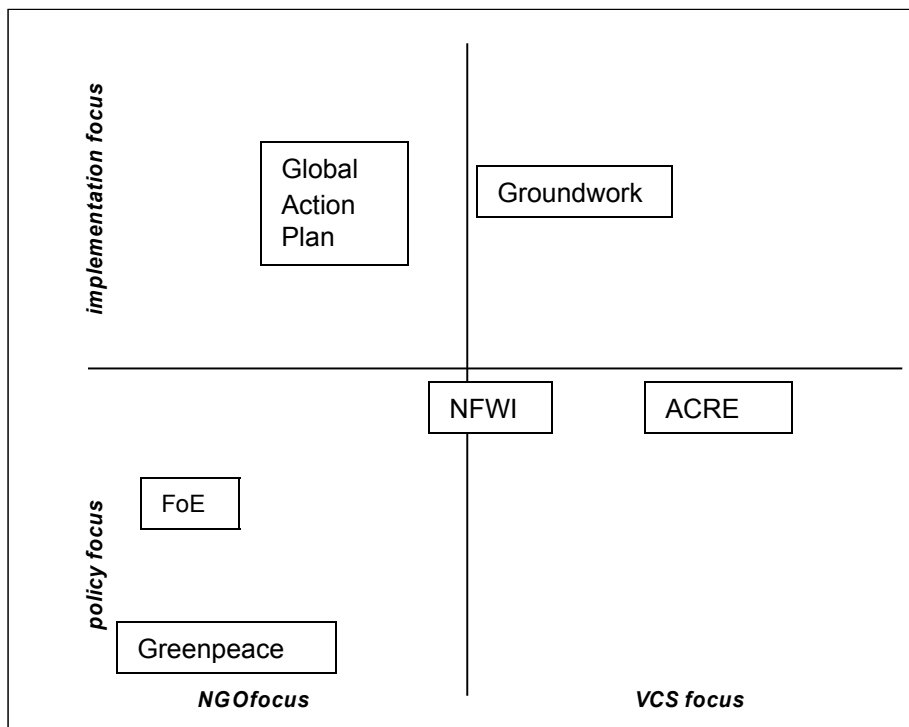 implementation focus
Global
Action
Plan
Groundwork
NFWI
ACRE
policy focus
FoE
Greenpeace
NGOfocus
VCS focus